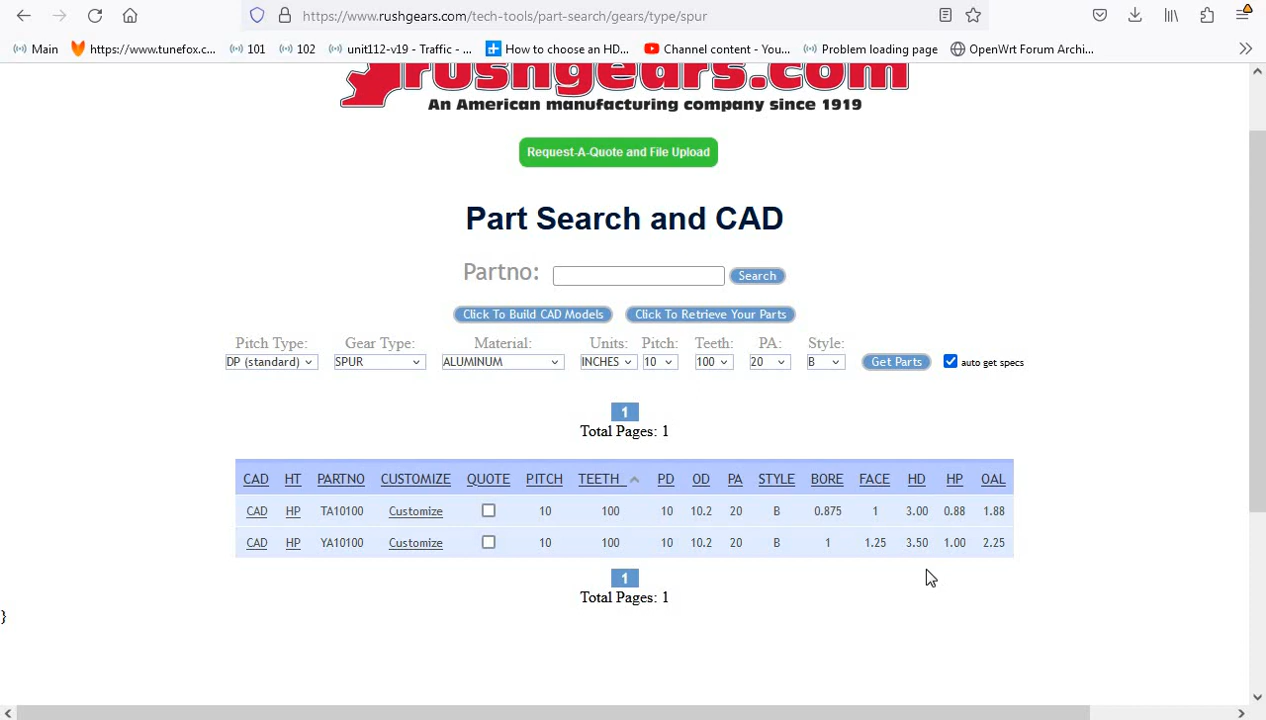 https://www.rushgears.com/tech-tools/part-search/gears/type/spur
Main https://www.tunefox.c... 101 102 unit112-v19 - Traffic - ... How to choose an HD... Channel content - You... Problem loading page OpenWrt Forum Archi...
rushgears.com
An American manufacturing company since 1919
Request-A-Quote and File Upload
Part Search and CAD
Partno: Search
Click To Build CAD Models Click To Retrieve Your Parts
Pitch Type: Gear Type: Material: Units: Pitch: Teeth: PA: Style:
DP (standard) SPUR ALUMINUM INCHES 10 100 20 B Get Parts auto get specs
1
Total Pages: 1
CAD HT PARTNO CUSTOMIZE QUOTE PITCH TEETH PD OD PA STYLE BORE FACE HD HP OAL
CAD HP TA10100 Customize 10 100 10 10.2 20 B 0.875 1 3.00 0.88 1.88
CAD HP YA10100 Customize 10 100 10 10.2 20 B 1 1.25 3.50 1.00 2.25
1
Total Pages: 1
}